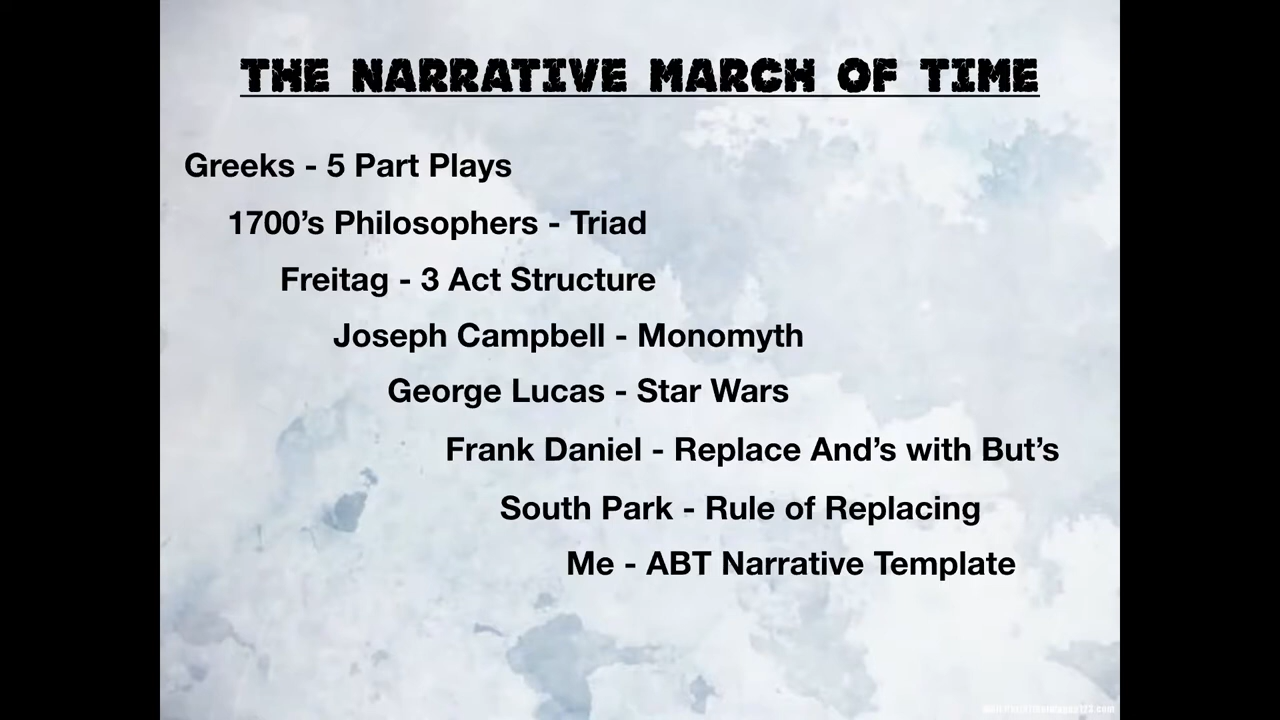 THE NARRATIVE MARCH OF TIME
Greeks - 5 Part Plays
1700’s Philosophers - Triad
Freitag - 3 Act Structure
Joseph Campbell - Monomyth
George Lucas - Star Wars
Frank Daniel - Replace And’s with But’s
South Park - Rule of Replacing
Me - ABT Narrative Template